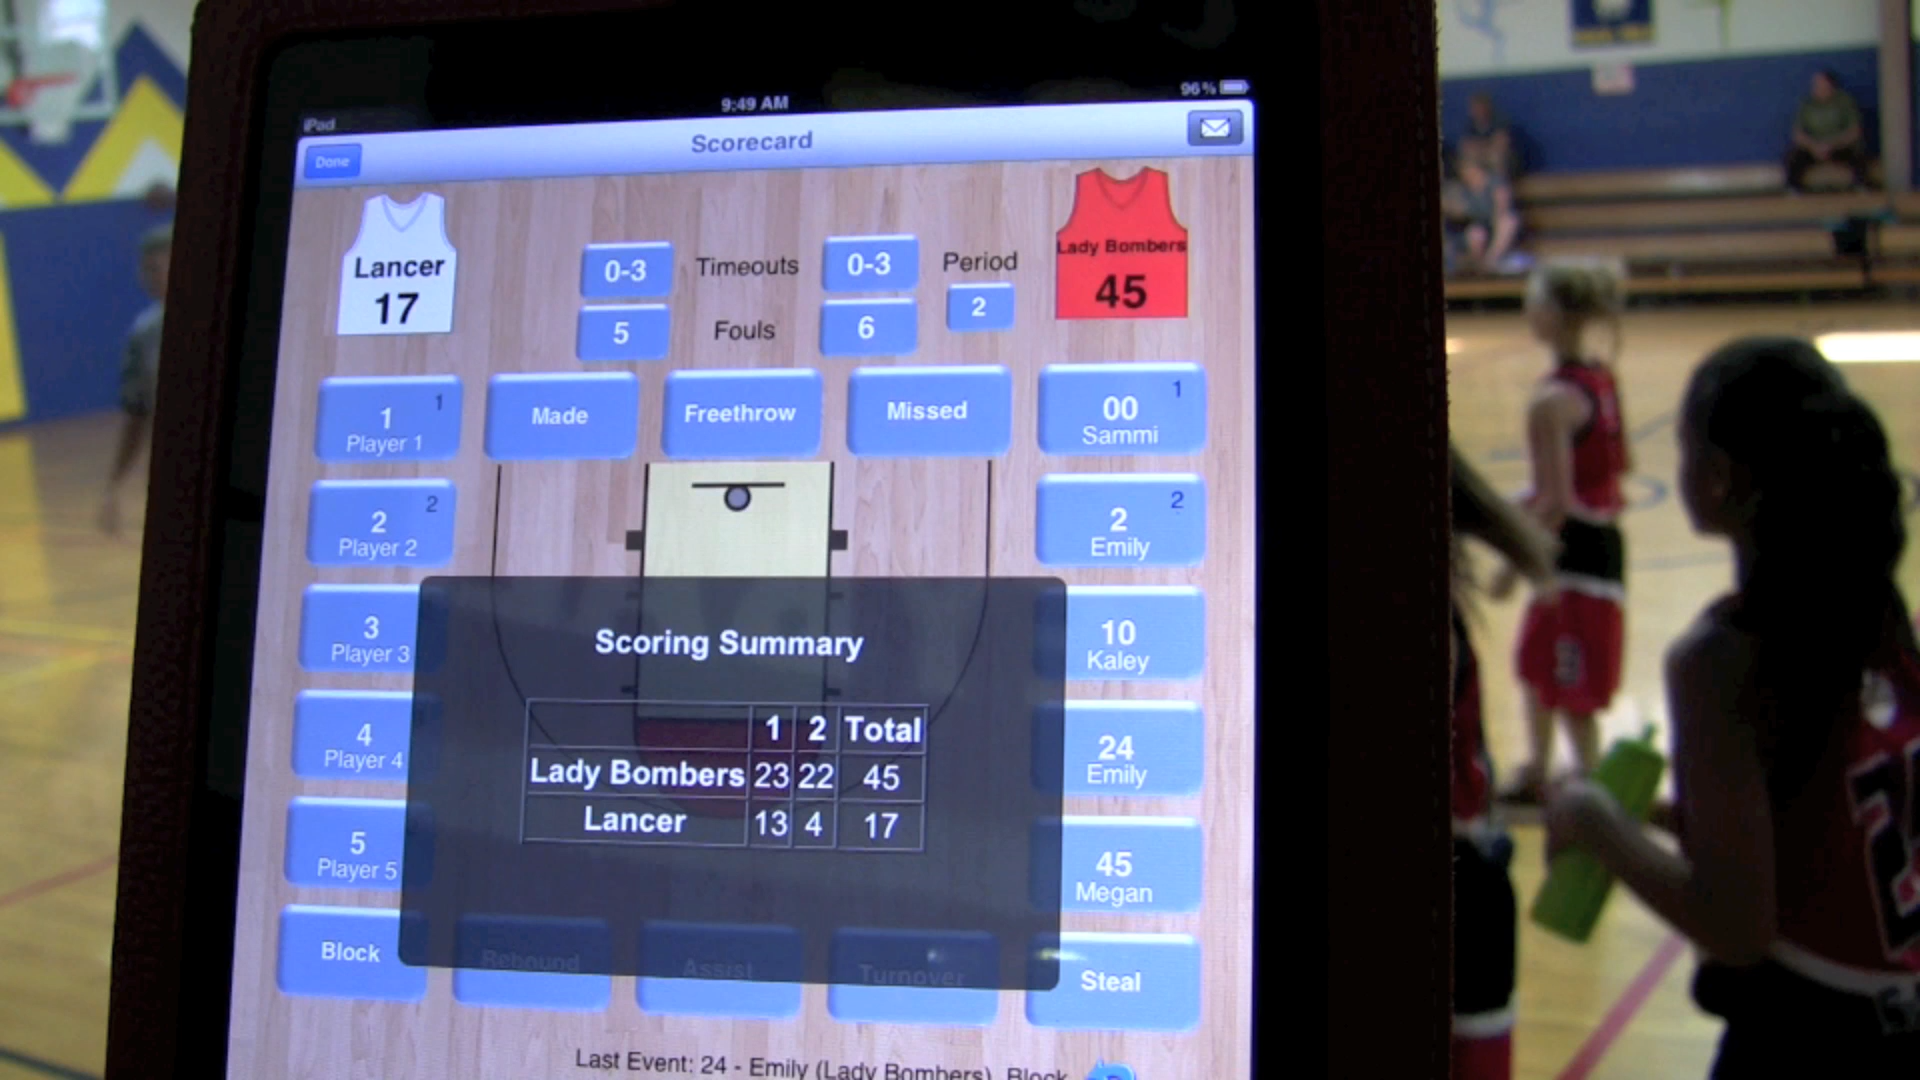 iPad
9:49 AM
96%
Done
Scorecard
Lancer
17
0-3
Timeouts
0-3
Period
Lady Bombers
45
5
Fouls
6
2
1
1
Player 1
Made
Freethrow
Missed
1
00
Sammi
2
2
Player 2
2
2
Emily
3
Player 3
10
Kaley
4
Player 4
24
Emily
5
Player 5
45
Megan
Scoring Summary
1 2 Total
Lady Bombers 23 22 45
Lancer 13 4 17
Block
Rebound
Assist
Turnover
Steal
Last Event: 24 - Emily (Lady Bombers) Block